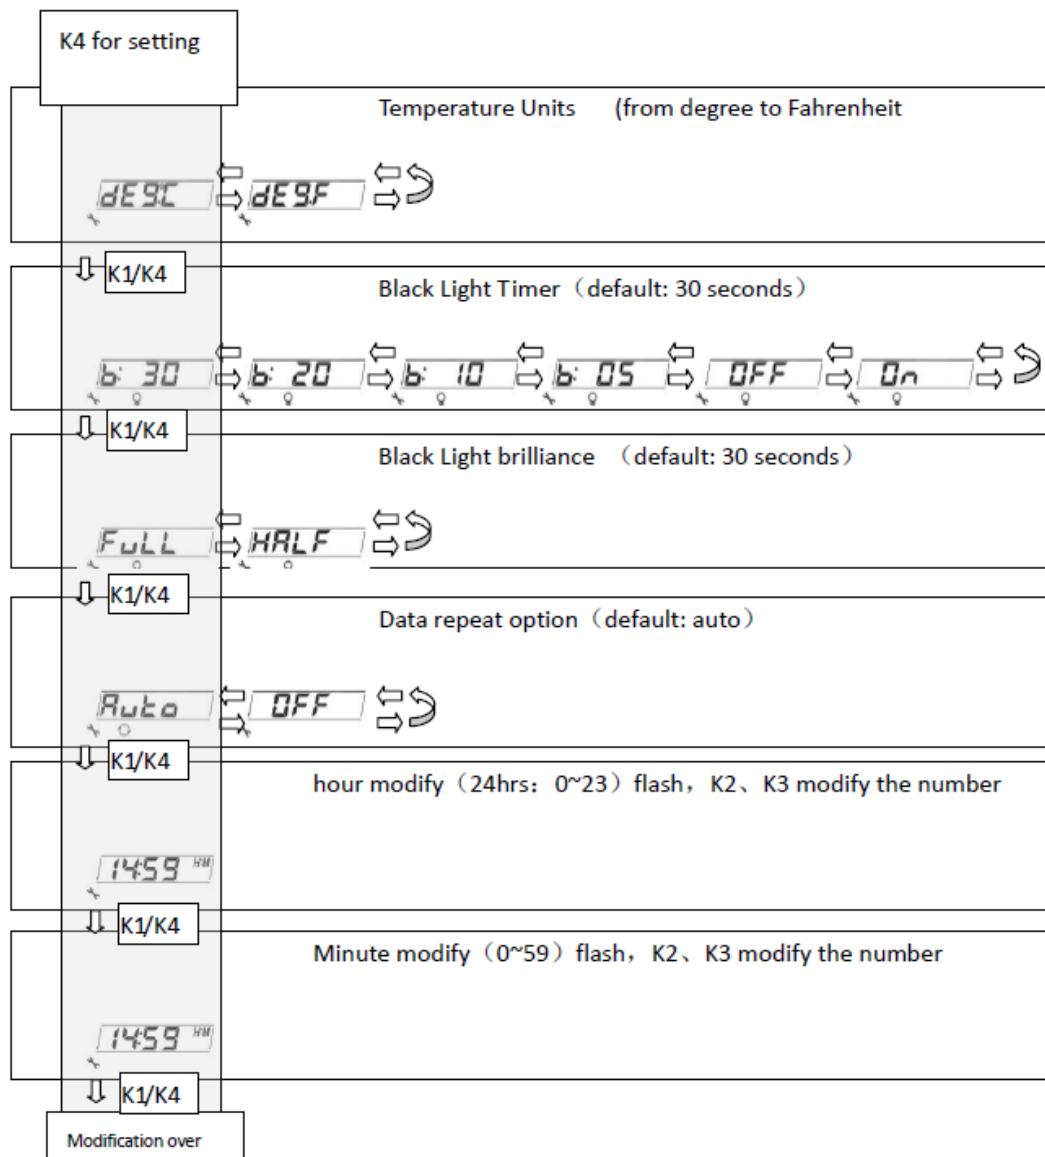 K4 for setting
Temperature Units (from degree to Fahrenheit
dEg:C dEg.F
K1/K4
Black Light Timer（default: 30 seconds）
b: 30 b: 20 b: 10 b: 05 OFF On
K1/K4
Black Light brilliance （default: 30 seconds）
FuLL HALF
K1/K4
Data repeat option（default: auto）
Auto OFF
K1/K4
hour modify（24hrs：0~23）flash，K2、K3 modify the number
14:59 HM
K1/K4
Minute modify（0~59）flash，K2、K3 modify the number
14:59 HM
K1/K4
Modification over